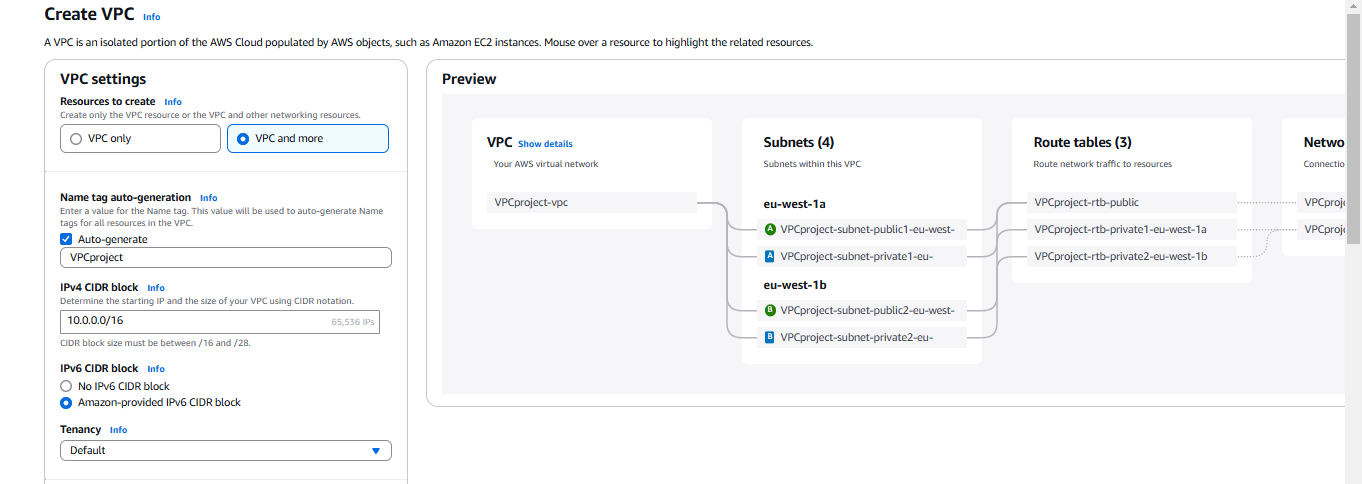 Create VPC Info
A VPC is an isolated portion of the AWS Cloud populated by AWS objects, such as Amazon EC2 instances. Mouse over a resource to highlight the related resources.
VPC settings
Resources to create Info
Create only the VPC resource or the VPC and other networking resources.
VPC only
VPC and more
Name tag auto-generation Info
Enter a value for the Name tag. This value will be used to auto-generate Name
tags for all resources in the VPC.
Auto-generate
VPCproject
IPv4 CIDR block Info
Determine the starting IP and the size of your VPC using CIDR notation.
10.0.0.0/16 65,536 IPs
CIDR block size must be between /16 and /28.
IPv6 CIDR block Info
No IPv6 CIDR block
Amazon-provided IPv6 CIDR block
Tenancy Info
Default
Preview
VPC Show details
Your AWS virtual network
VPCproject-vpc
Subnets (4)
Subnets within this VPC
eu-west-1a
A VPCproject-subnet-public1-eu-west-
A VPCproject-subnet-private1-eu-
eu-west-1b
B VPCproject-subnet-public2-eu-west-
B VPCproject-subnet-private2-eu-
Route tables (3)
Route network traffic to resources
VPCproject-rtb-public
VPCproject-rtb-private1-eu-west-1a
VPCproject-rtb-private2-eu-west-1b
Netwo
Connectio
VPCproj
VPCproj